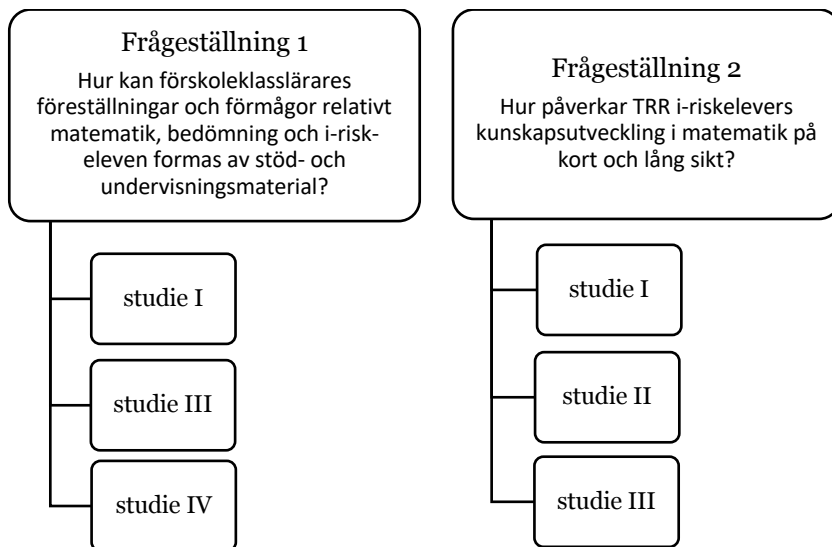 Frågeställning 1
Hur kan förskoleklasslärares
föreställningar och förmågor relativt
matematik, bedömning och i-risk-
eleven formas av stöd- och
undervisningsmaterial?
studie I
studie III
studie IV
Frågeställning 2
Hur påverkar TRR i-riskelevers
kunskapsutveckling i matematik på
kort och lång sikt?
studie I
studie II
studie III